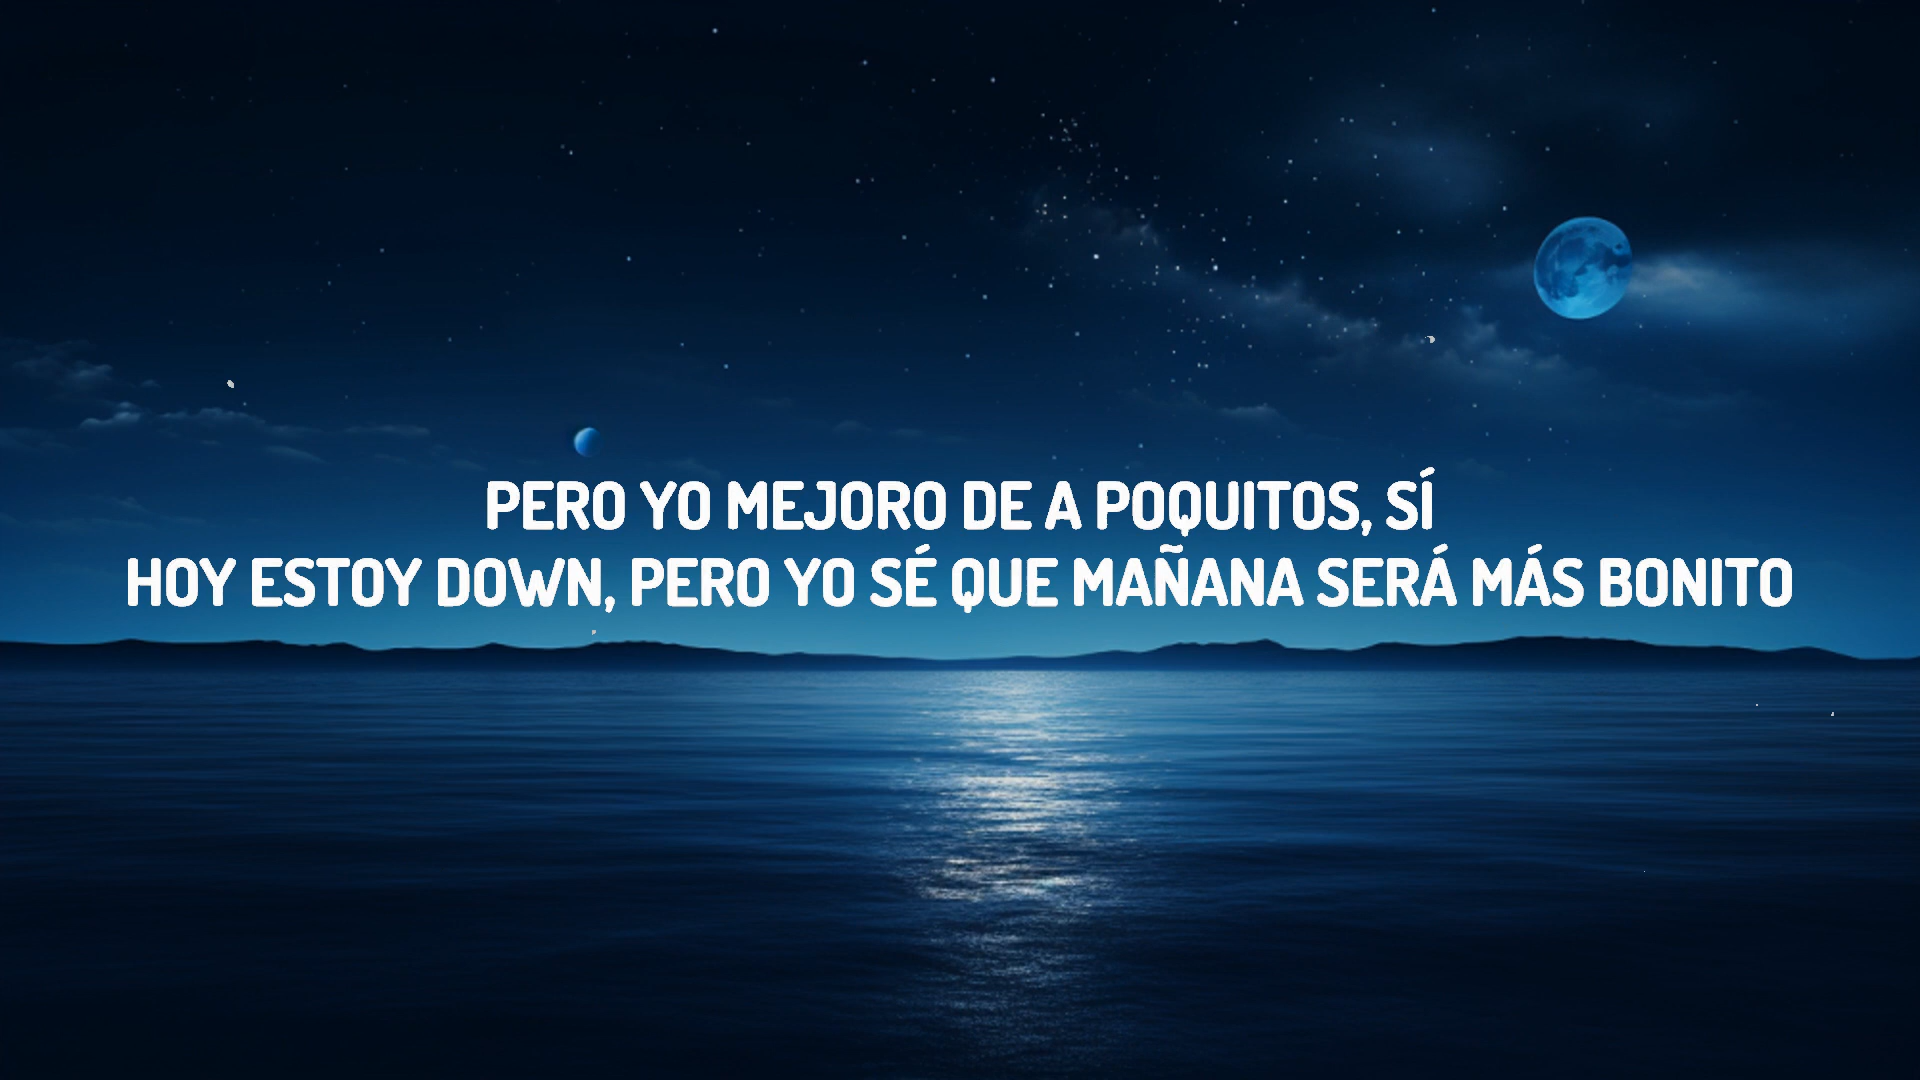 PERO YO MEJORO DE A POQUITOS, SÍ
HOY ESTOY DOWN, PERO YO SÉ QUE MAÑANA SERÁ MÁS BONITO